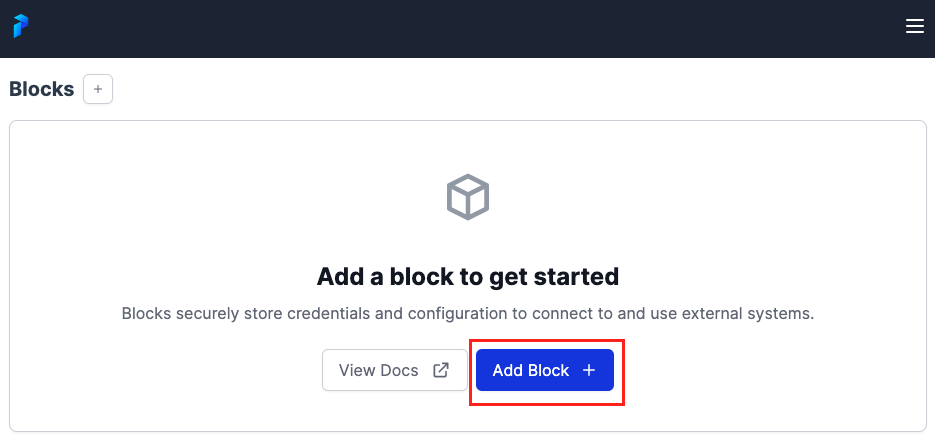 Blocks
Add a block to get started
Blocks securely store credentials and configuration to connect to and use external systems.
View Docs
Add Block